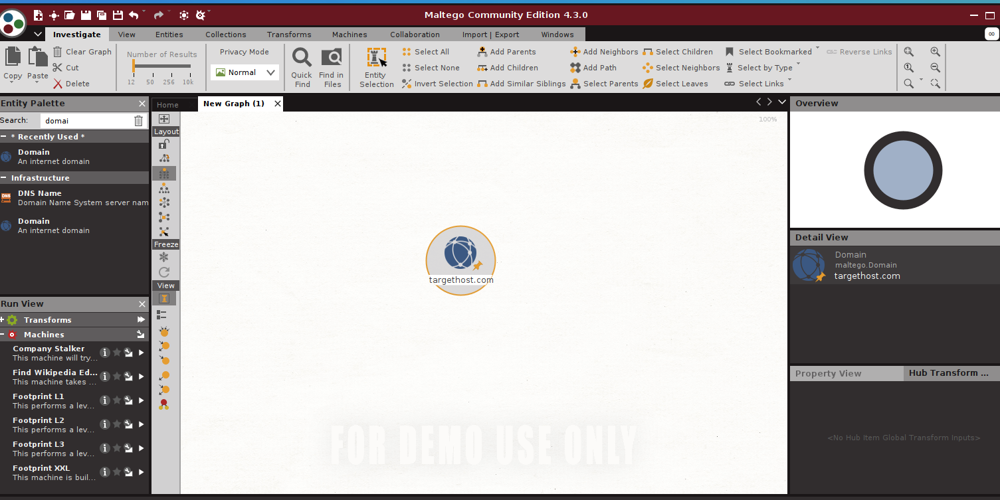 Maltego Community Edition 4.3.0
Investigate View Entities Collections Transforms Machines Collaboration Import | Export Windows
Copy
Paste
Clear Graph
Cut
Delete
Number of Results
12 50 256 10k
Privacy Mode
Normal
Quick
Find
Find in
Files
Entity
Selection
Select All
Select None
Invert Selection
Add Parents
Add Children
Add Similar Siblings
Add Neighbors
Add Path
Select Parents
Select Children
Select Neighbors
Select Leaves
Select Bookmarked
Select by Type
Select Links
Reverse Links
Entity Palette
Search: domai
* Recently Used *
Domain
An internet domain
Infrastructure
DNS
DNS Name
Domain Name System server nam
Domain
An internet domain
Run View
Transforms
Machines
Company Stalker
This machine will try...
Find Wikipedia Ed...
This machine takes ...
Footprint L1
This performs a lev...
Footprint L2
This performs a lev...
Footprint L3
This performs a lev...
Footprint XXL
This machine is buil...
Home
New Graph (1)
Layout
Freeze
View
100%
targethost.com
FOR DEMO USE ONLY
Overview
Detail View
Domain
maltego.Domain
targethost.com
Property View
Hub Transform ...
<No Hub Item Global Transform Inputs>